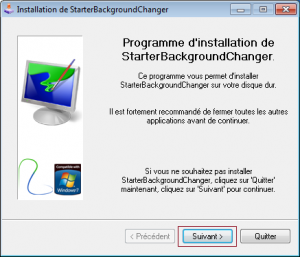 Installation de StarterBackgroundChanger
Programme d'installation de
StarterBackgroundChanger.
Ce programme vous permet d'installer
StarterBackgroundChanger sur votre disque dur.
Il est fortement recommandé de fermer toutes les autres
applications avant de continuer.
Si vous ne souhaitez pas installer
StarterBackgroundChanger, cliquez sur 'Quitter'
maintenant, cliquez sur 'Suivant' pour continuer.
Compatible with
Windows 7
< Précédent
Suivant >
Quitter